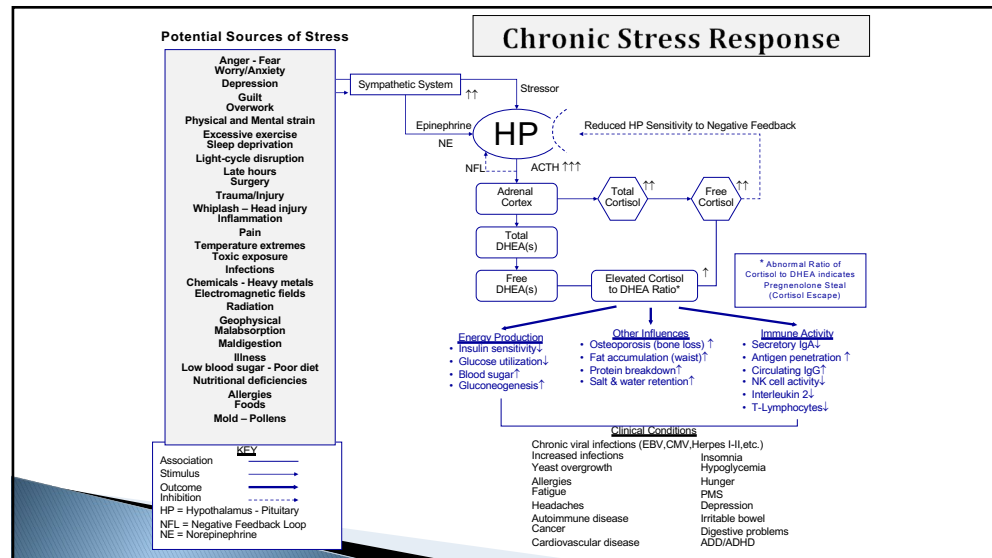 Potential Sources of Stress
Chronic Stress Response
Anger - Fear
Worry/Anxiety
Depression
Guilt
Overwork
Physical and Mental strain
Excessive exercise
Sleep deprivation
Light-cycle disruption
Late hours
Surgery
Trauma/Injury
Whiplash – Head injury
Inflammation
Pain
Temperature extremes
Toxic exposure
Infections
Chemicals - Heavy metals
Electromagnetic fields
Radiation
Geophysical
Malabsorption
Maldigestion
Illness
Low blood sugar - Poor diet
Nutritional deficiencies
Allergies
Foods
Mold – Pollens
Sympathetic System
↑↑
Stressor
Epinephrine
NE
HP
Reduced HP Sensitivity to Negative Feedback
NFL
ACTH ↑↑↑
Adrenal
Cortex
Total
Cortisol
↑↑
Free
Cortisol
↑↑
Total
DHEA(s)
Free
DHEA(s)
Elevated Cortisol
to DHEA Ratio*
↑
* Abnormal Ratio of
Cortisol to DHEA indicates
Pregnenolone Steal
(Cortisol Escape)
Energy Production
• Insulin sensitivity↓
• Glucose utilization↓
• Blood sugar↑
• Gluconeogenesis↑
Other Influences
• Osteoporosis (bone loss) ↑
• Fat accumulation (waist)↑
• Protein breakdown↑
• Salt & water retention↑
Immune Activity
• Secretory IgA↓
• Antigen penetration ↑
• Circulating IgG↑
• NK cell activity↓
• Interleukin 2↓
• T-Lymphocytes↓
Clinical Conditions
Chronic viral infections (EBV,CMV,Herpes I-II,etc.)
Increased infections
Yeast overgrowth
Allergies
Fatigue
Headaches
Autoimmune disease
Cancer
Cardiovascular disease
Insomnia
Hypoglycemia
Hunger
PMS
Depression
Irritable bowel
Digestive problems
ADD/ADHD
KEY
Association
Stimulus
Outcome
Inhibition
HP = Hypothalamus - Pituitary
NFL = Negative Feedback Loop
NE = Norepinephrine